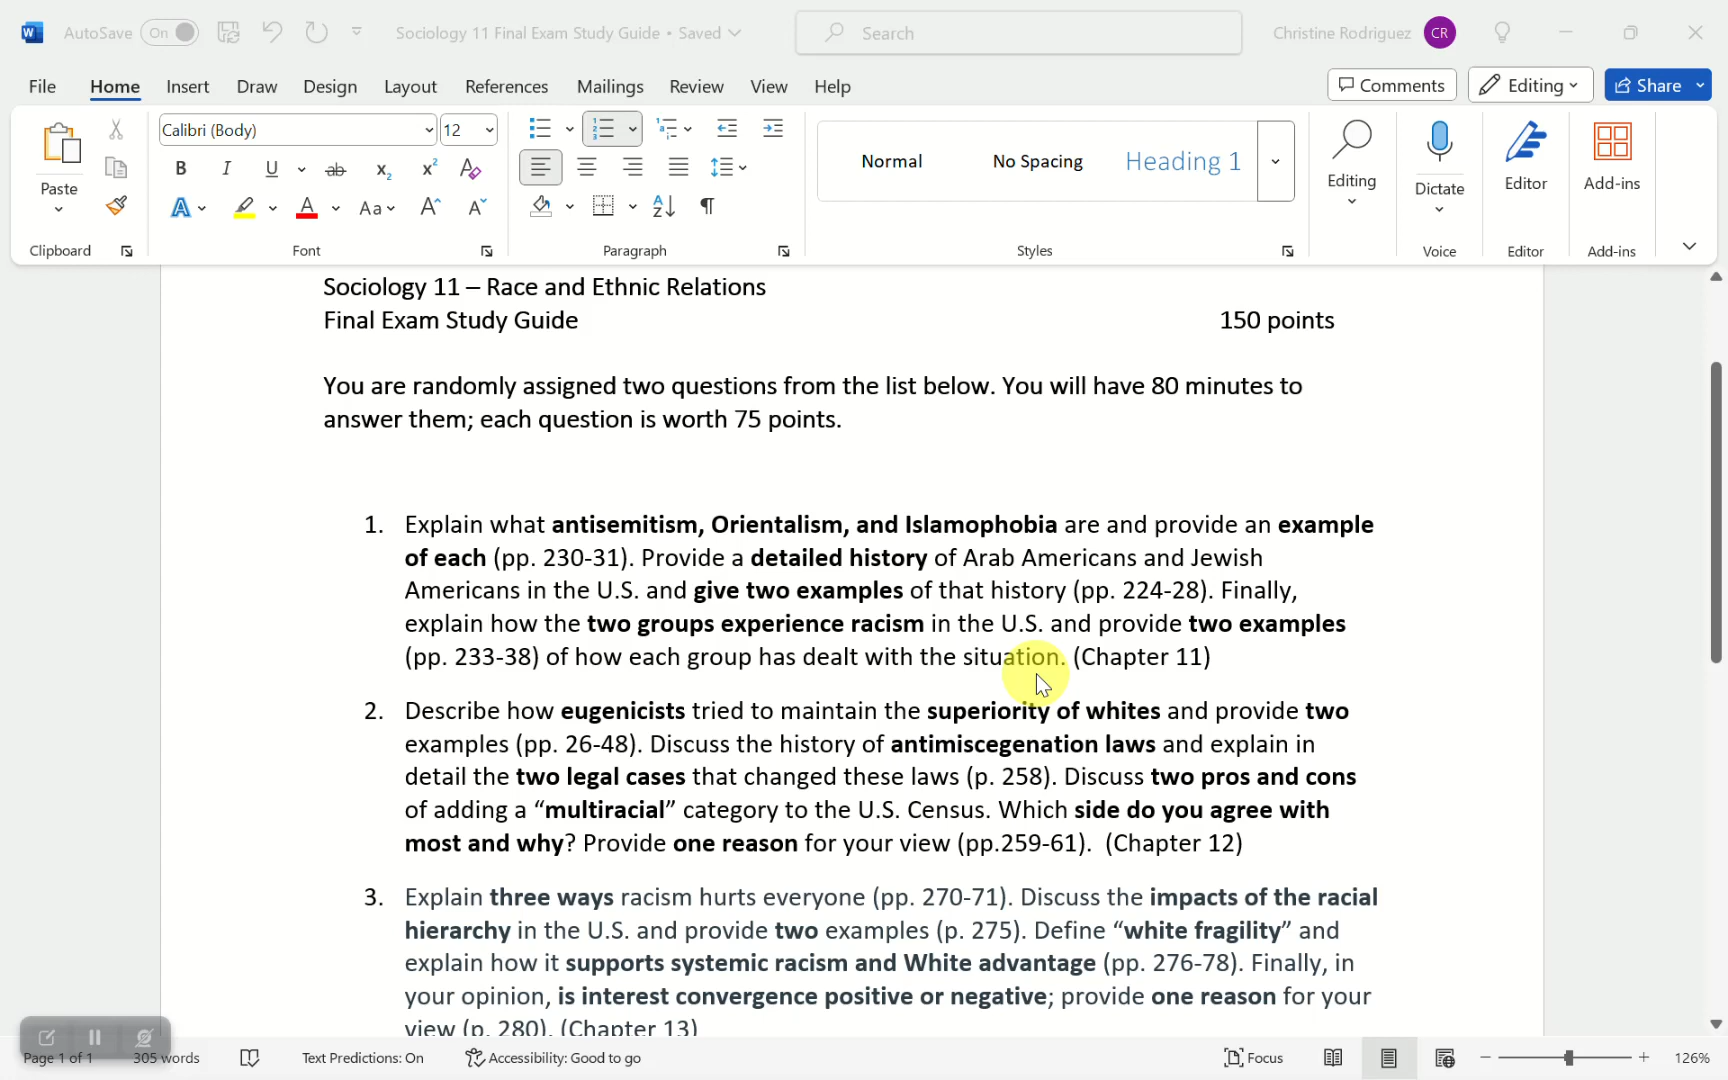 AutoSave On Sociology 11 Final Exam Study Guide • Saved Search Christine Rodriguez CR
File Home Insert Draw Design Layout References Mailings Review View Help Comments Editing Share
Calibri (Body) 12
Paste
Normal No Spacing Heading 1
Editing Dictate Editor Add-ins
Clipboard Font Paragraph Styles Voice Editor Add-ins
Sociology 11 – Race and Ethnic Relations
Final Exam Study Guide 150 points
You are randomly assigned two questions from the list below. You will have 80 minutes to
answer them; each question is worth 75 points.
1. Explain what antisemitism, Orientalism, and Islamophobia are and provide an example
of each (pp. 230-31). Provide a detailed history of Arab Americans and Jewish
Americans in the U.S. and give two examples of that history (pp. 224-28). Finally,
explain how the two groups experience racism in the U.S. and provide two examples
(pp. 233-38) of how each group has dealt with the situation. (Chapter 11)
2. Describe how eugenicists tried to maintain the superiority of whites and provide two
examples (pp. 26-48). Discuss the history of antimiscegenation laws and explain in
detail the two legal cases that changed these laws (p. 258). Discuss two pros and cons
of adding a “multiracial” category to the U.S. Census. Which side do you agree with
most and why? Provide one reason for your view (pp.259-61). (Chapter 12)
3. Explain three ways racism hurts everyone (pp. 270-71). Discuss the impacts of the racial
hierarchy in the U.S. and provide two examples (p. 275). Define “white fragility” and
explain how it supports systemic racism and White advantage (pp. 276-78). Finally, in
your opinion, is interest convergence positive or negative; provide one reason for your
view (p. 280). (Chapter 13)
Page 1 of 1 305 words Text Predictions: On Accessibility: Good to go Focus 126%